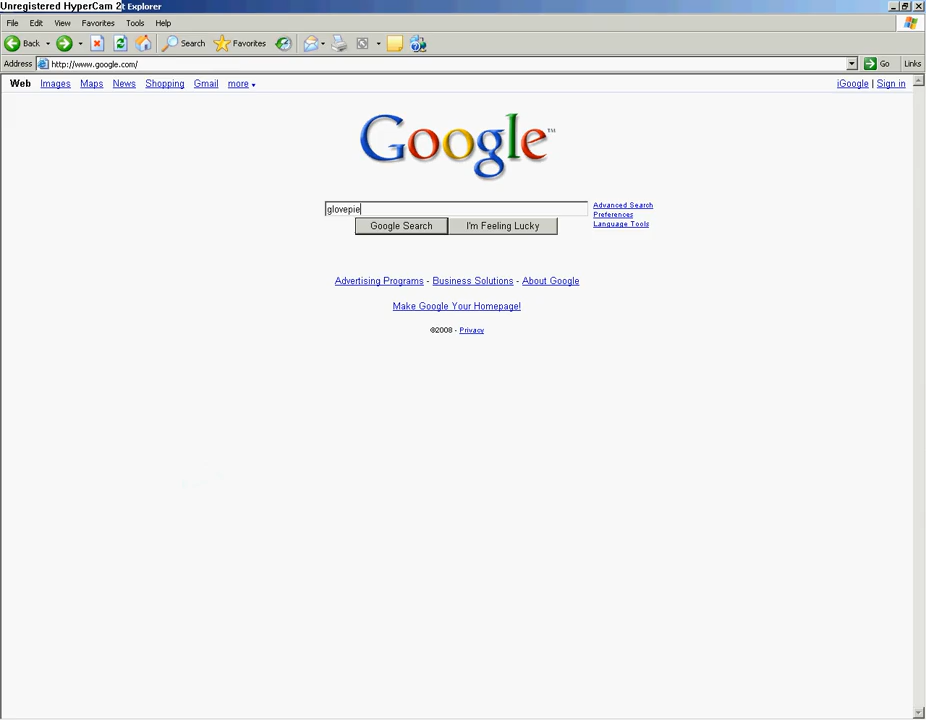 Unregistered HyperCam 2t Explorer
File Edit View Favorites Tools Help
Back Search Favorites
Address http://www.google.com/ Go Links
Web Images Maps News Shopping Gmail more iGoogle | Sign in
Google™
glovepie Advanced Search
Preferences
Google Search I'm Feeling Lucky Language Tools
Advertising Programs - Business Solutions - About Google
Make Google Your Homepage!
©2008 - Privacy